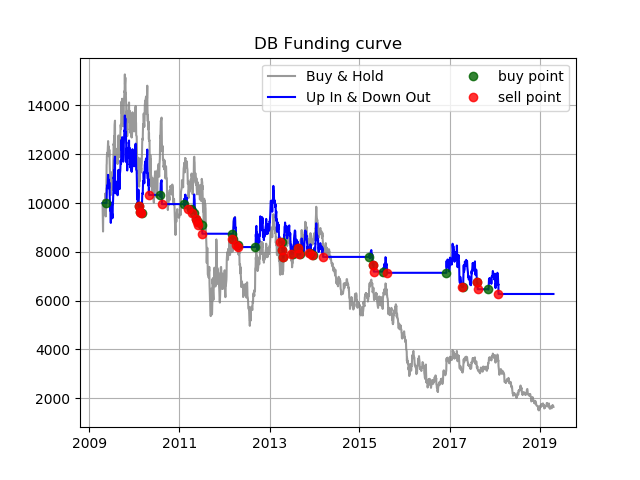 DB Funding curve
Buy & Hold
Up In & Down Out
buy point
sell point
14000
12000
10000
8000
6000
4000
2000
2009 2011 2013 2015 2017 2019